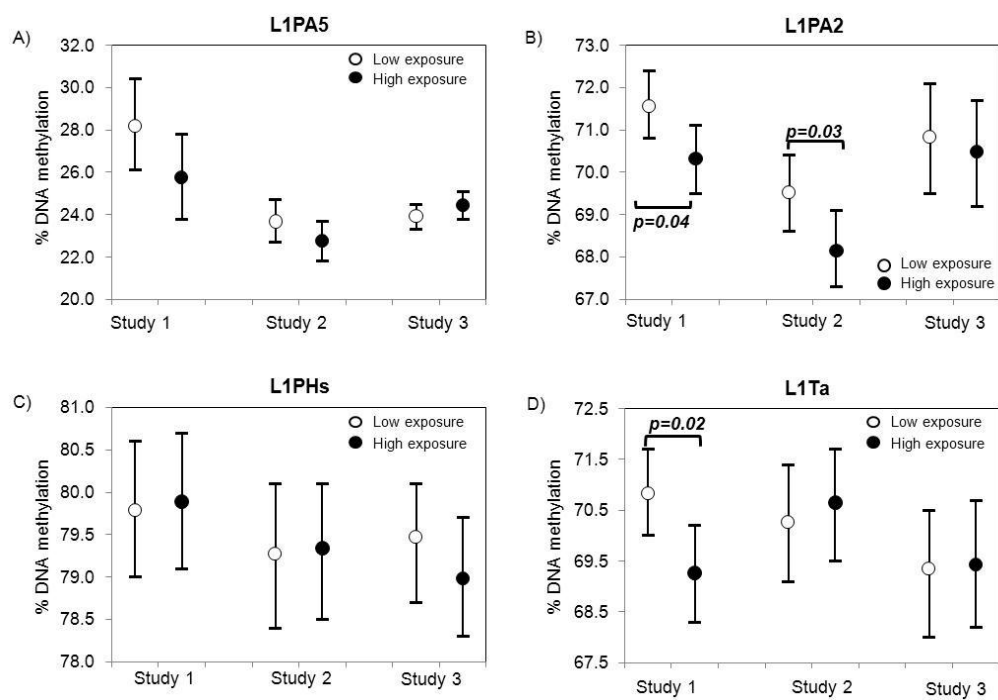 A)
L1PA5
% DNA methylation
32.0
30.0
28.0
26.0
24.0
22.0
20.0
Low exposure
High exposure
Study 1
Study 2
Study 3
B)
L1PA2
% DNA methylation
73.0
72.0
71.0
70.0
69.0
68.0
67.0
p=0.03
p=0.04
Low exposure
High exposure
Study 1
Study 2
Study 3
C)
L1PHs
% DNA methylation
81.0
80.5
80.0
79.5
79.0
78.5
78.0
Low exposure
High exposure
Study 1
Study 2
Study 3
D)
L1Ta
% DNA methylation
72.5
71.5
70.5
69.5
68.5
67.5
p=0.02
Low exposure
High exposure
Study 1
Study 2
Study 3